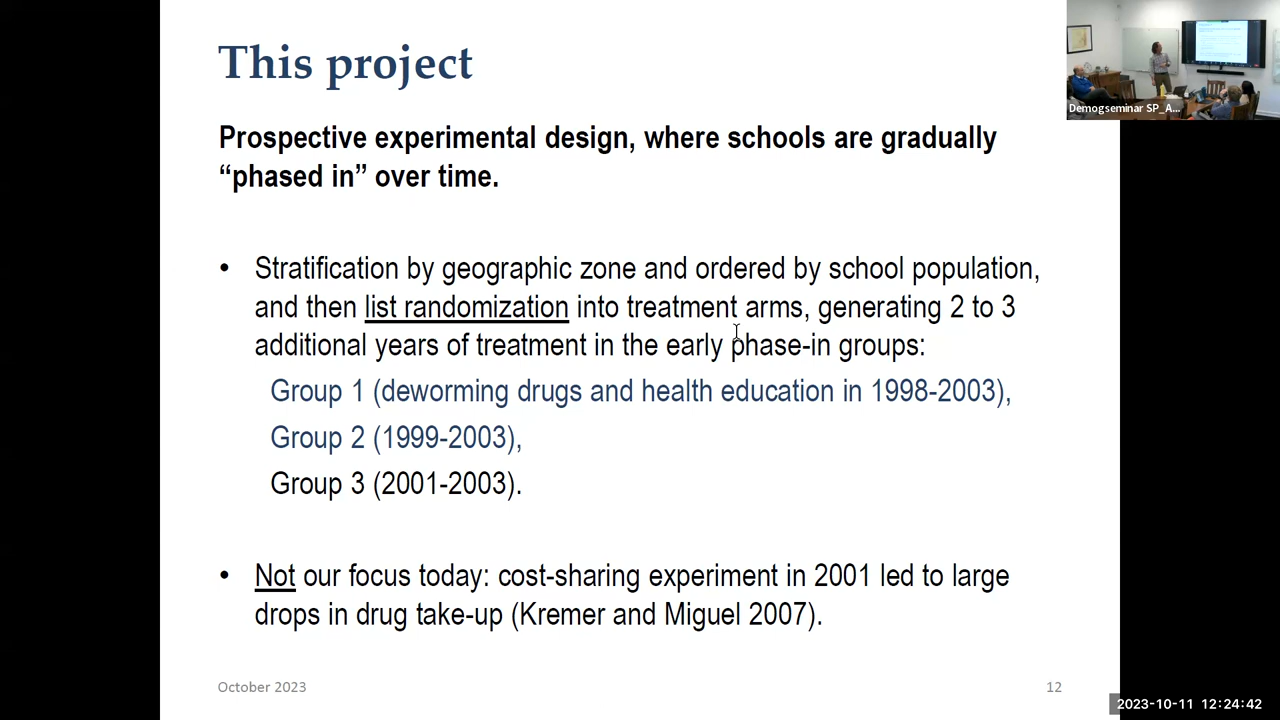 This project
Prospective experimental design, where schools are gradually
“phased in” over time.
• Stratification by geographic zone and ordered by school population,
and then list randomization into treatment arms, generating 2 to 3
additional years of treatment in the early phase-in groups:
Group 1 (deworming drugs and health education in 1998-2003),
Group 2 (1999-2003),
Group 3 (2001-2003).
• Not our focus today: cost-sharing experiment in 2001 led to large
drops in drug take-up (Kremer and Miguel 2007).
October 2023
12
Demogseminar SP_A...
2023-10-11 12:24:42